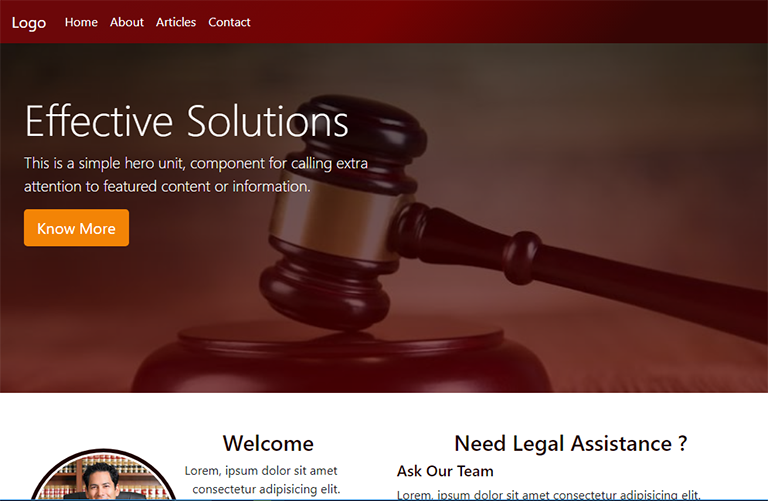 Logo Home About Articles Contact
Effective Solutions
This is a simple hero unit, component for calling extra
attention to featured content or information.
Know More
Welcome
Lorem, ipsum dolor sit amet
consectetur adipisicing elit.
Need Legal Assistance ?
Ask Our Team
Lorem, ipsum dolor sit amet consectetur adipisicing elit.